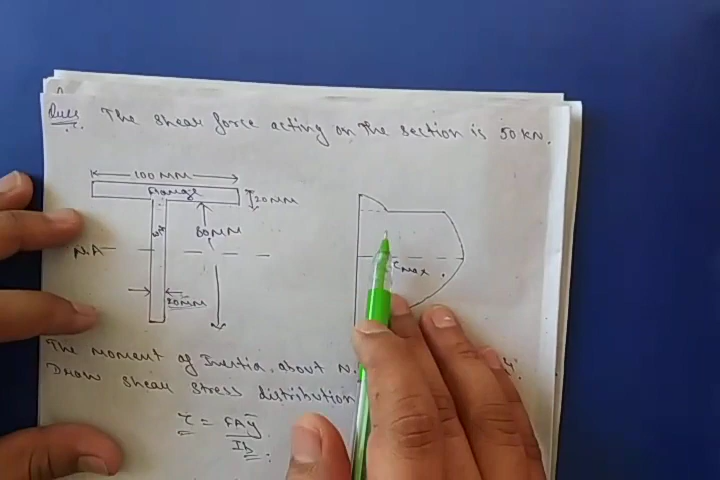 Ques. The shear force acting on The section is 50 KN.
100 MM
flange
20 MM
80 MM
web
N.A
20 MM
τmax
The moment of Inertia about N.
Draw shear stress distribution
τ = FAȳ
Ib